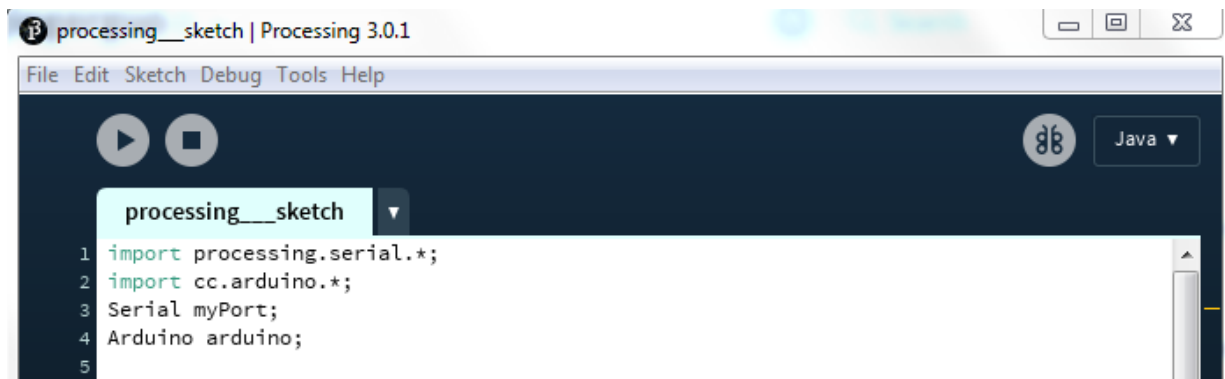 processing__sketch | Processing 3.0.1
File Edit Sketch Debug Tools Help
Java ▼
processing___sketch ▼
1 import processing.serial.*;
2 import cc.arduino.*;
3 Serial myPort;
4 Arduino arduino;
5